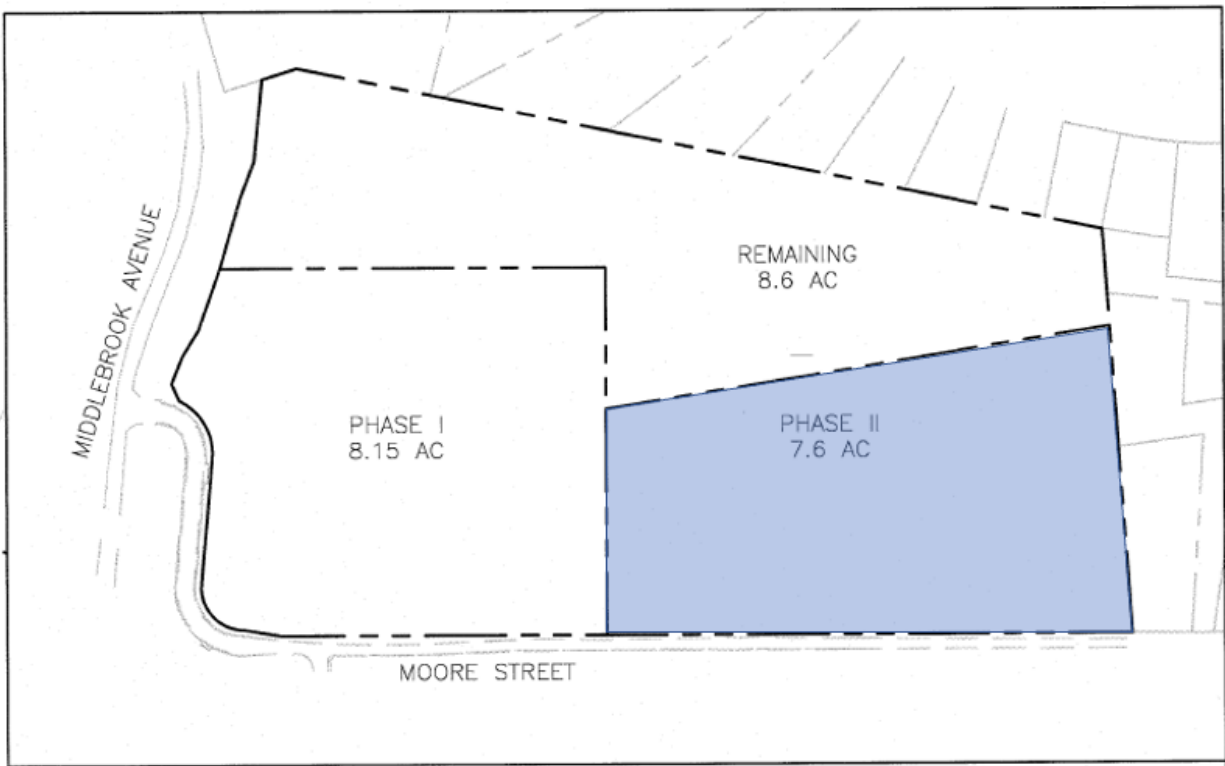 REMAINING
8.6 AC
MIDDLEBROOK AVENUE
PHASE I
8.15 AC
PHASE II
7.6 AC
MOORE STREET